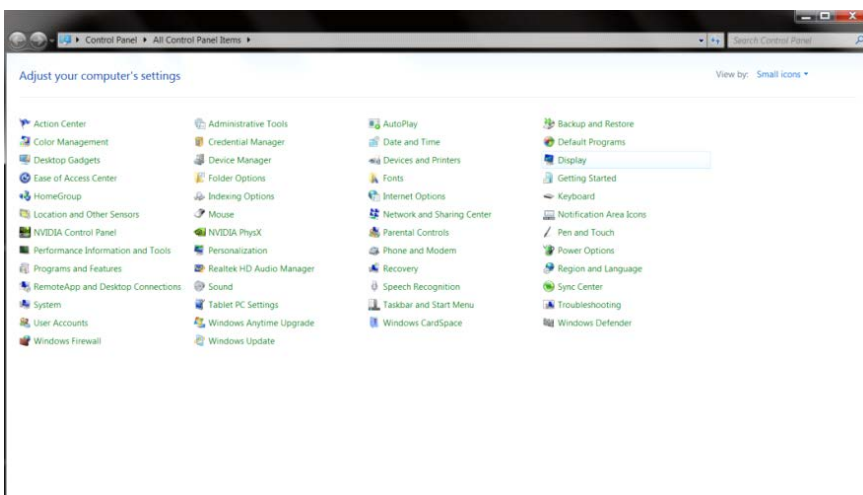 Control Panel ▸ All Control Panel Items ▸ Search Control Panel
Adjust your computer's settings View by: Small icons
Action Center Administrative Tools AutoPlay Backup and Restore
Color Management Credential Manager Date and Time Default Programs
Desktop Gadgets Device Manager Devices and Printers Display
Ease of Access Center Folder Options Fonts Getting Started
HomeGroup Indexing Options Internet Options Keyboard
Location and Other Sensors Mouse Network and Sharing Center Notification Area Icons
NVIDIA Control Panel NVIDIA PhysX Parental Controls Pen and Touch
Performance Information and Tools Personalization Phone and Modem Power Options
Programs and Features Realtek HD Audio Manager Recovery Region and Language
RemoteApp and Desktop Connections Sound Speech Recognition Sync Center
System Tablet PC Settings Taskbar and Start Menu Troubleshooting
User Accounts Windows Anytime Upgrade Windows CardSpace Windows Defender
Windows Firewall Windows Update